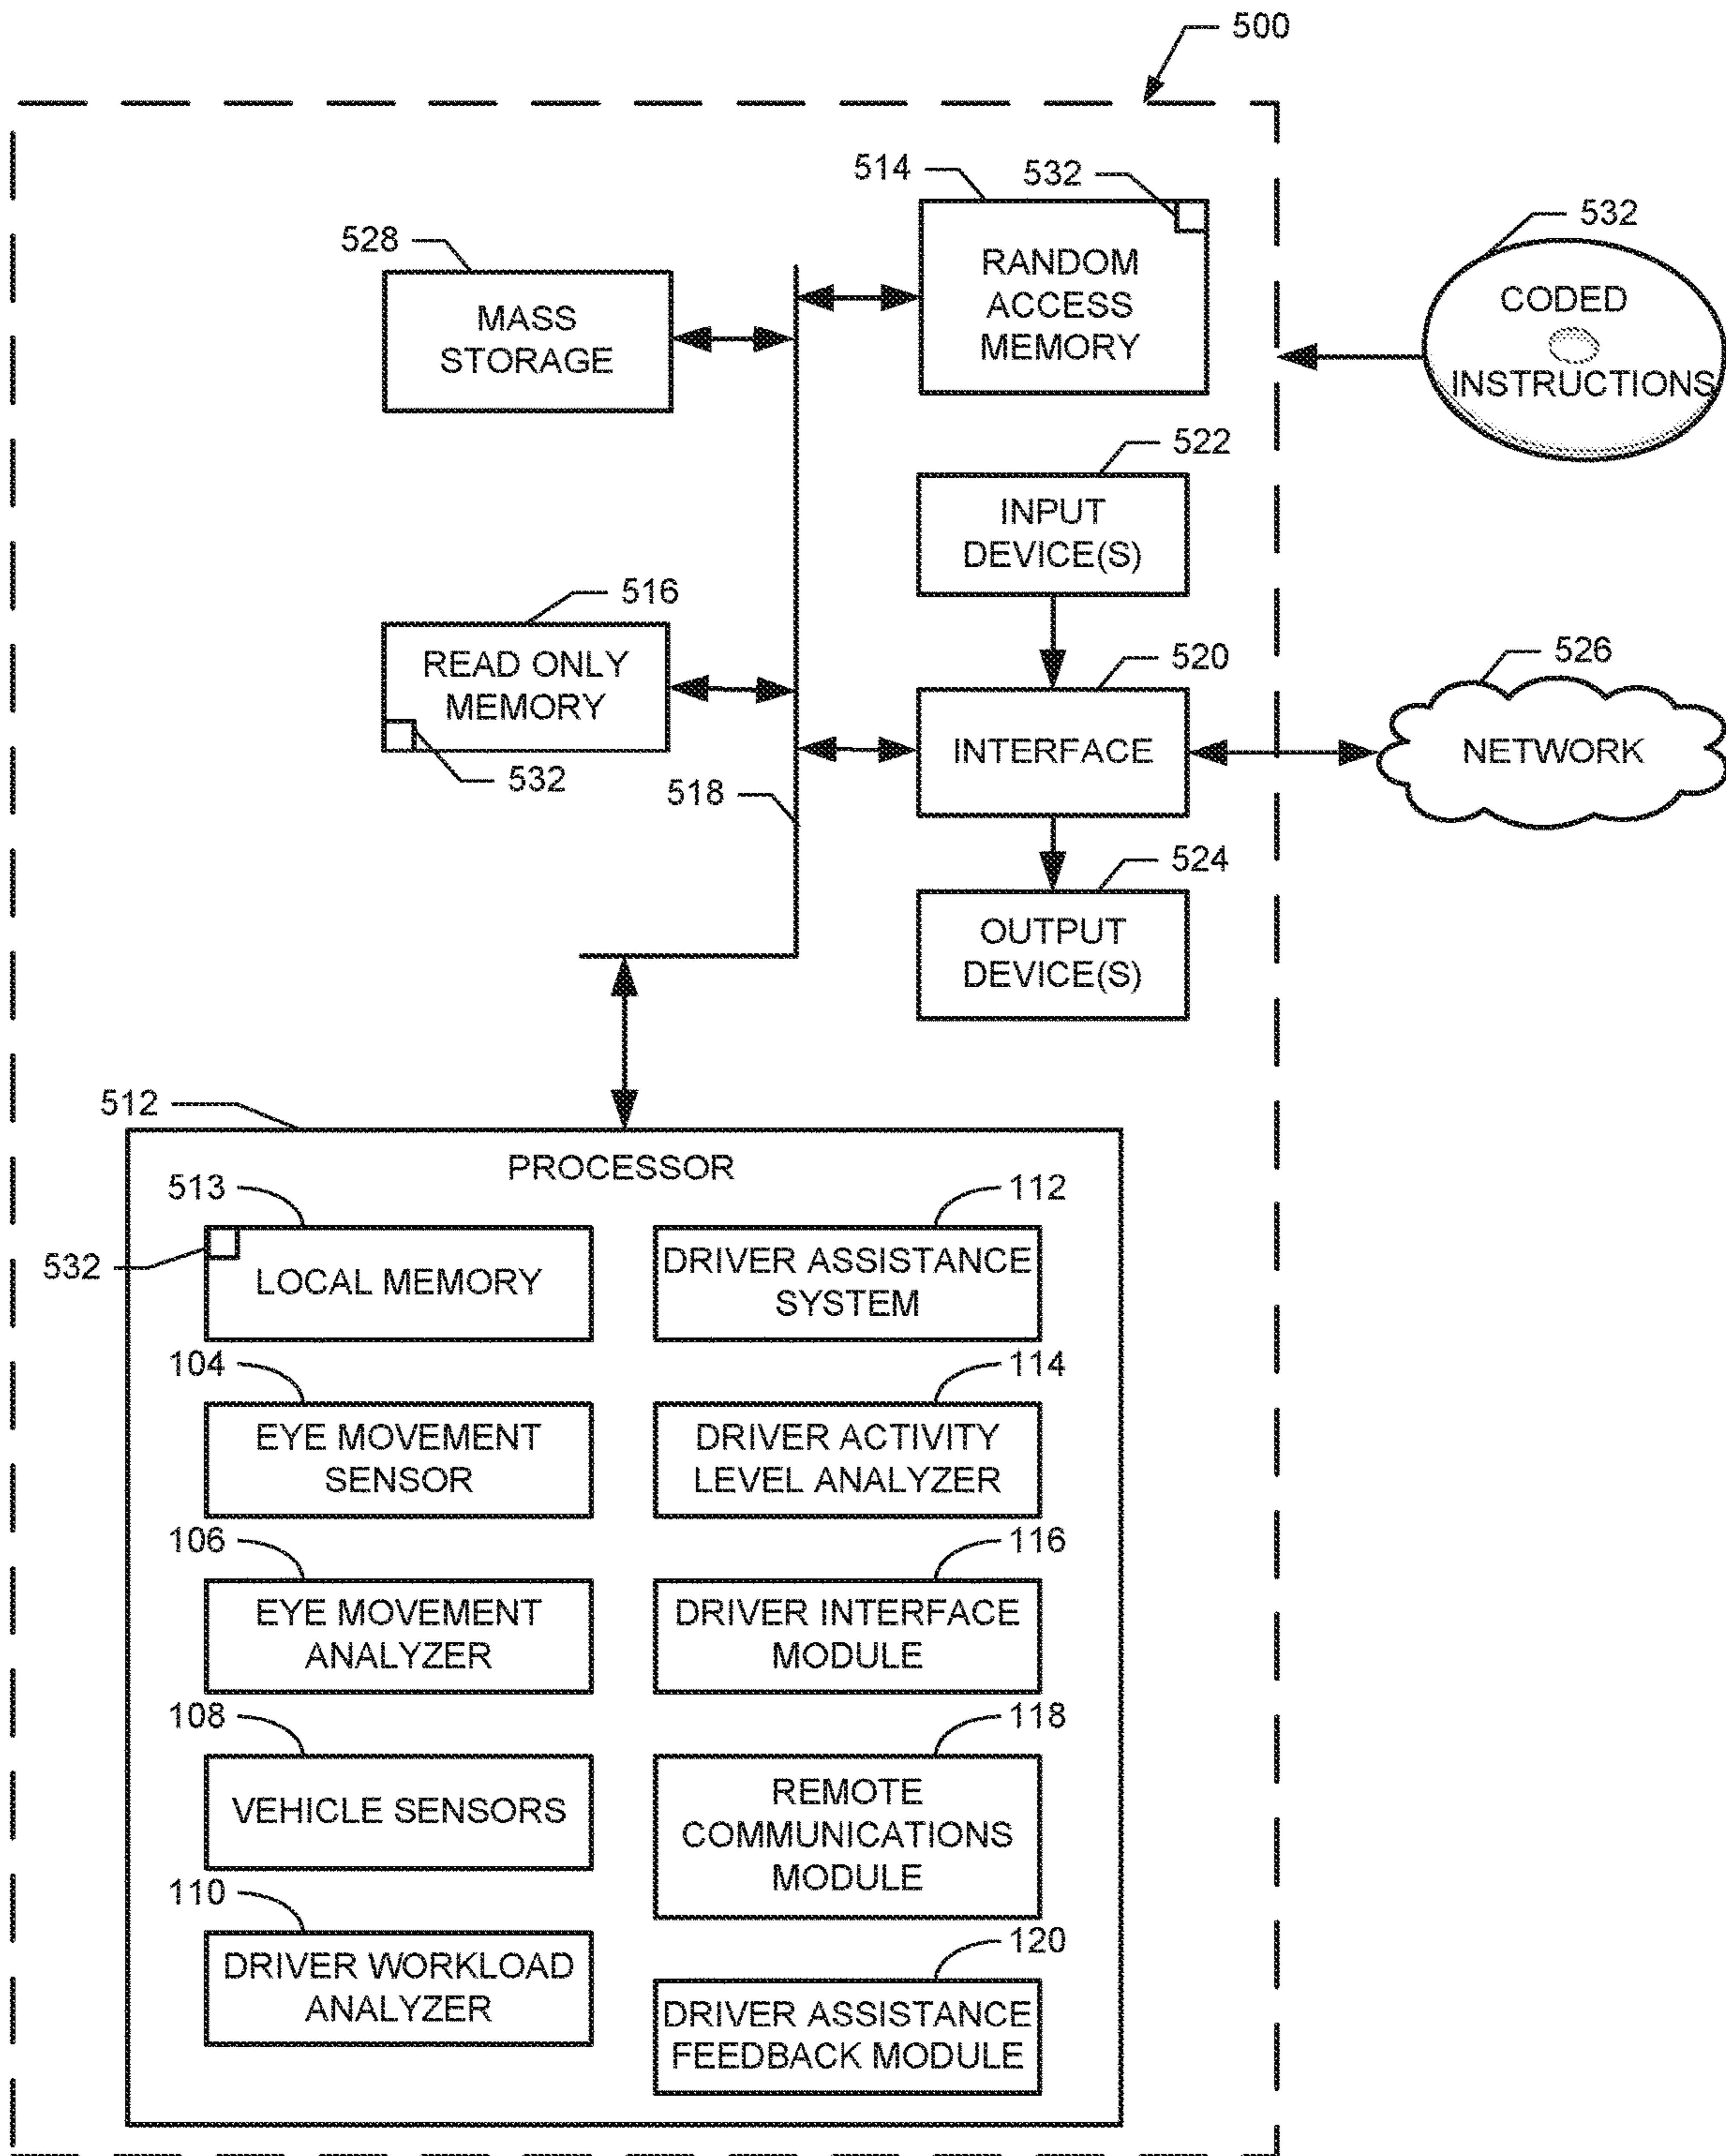 500
514
532
RANDOM
ACCESS
MEMORY
528
MASS
STORAGE
532
CODED
INSTRUCTIONS
522
INPUT
DEVICE(S)
516
READ ONLY
MEMORY
532
518
520
INTERFACE
526
NETWORK
524
OUTPUT
DEVICE(S)
512
PROCESSOR
513
532
LOCAL MEMORY
112
DRIVER ASSISTANCE
SYSTEM
104
EYE MOVEMENT
SENSOR
114
DRIVER ACTIVITY
LEVEL ANALYZER
106
EYE MOVEMENT
ANALYZER
116
DRIVER INTERFACE
MODULE
108
VEHICLE SENSORS
118
REMOTE
COMMUNICATIONS
MODULE
110
DRIVER WORKLOAD
ANALYZER
120
DRIVER ASSISTANCE
FEEDBACK MODULE